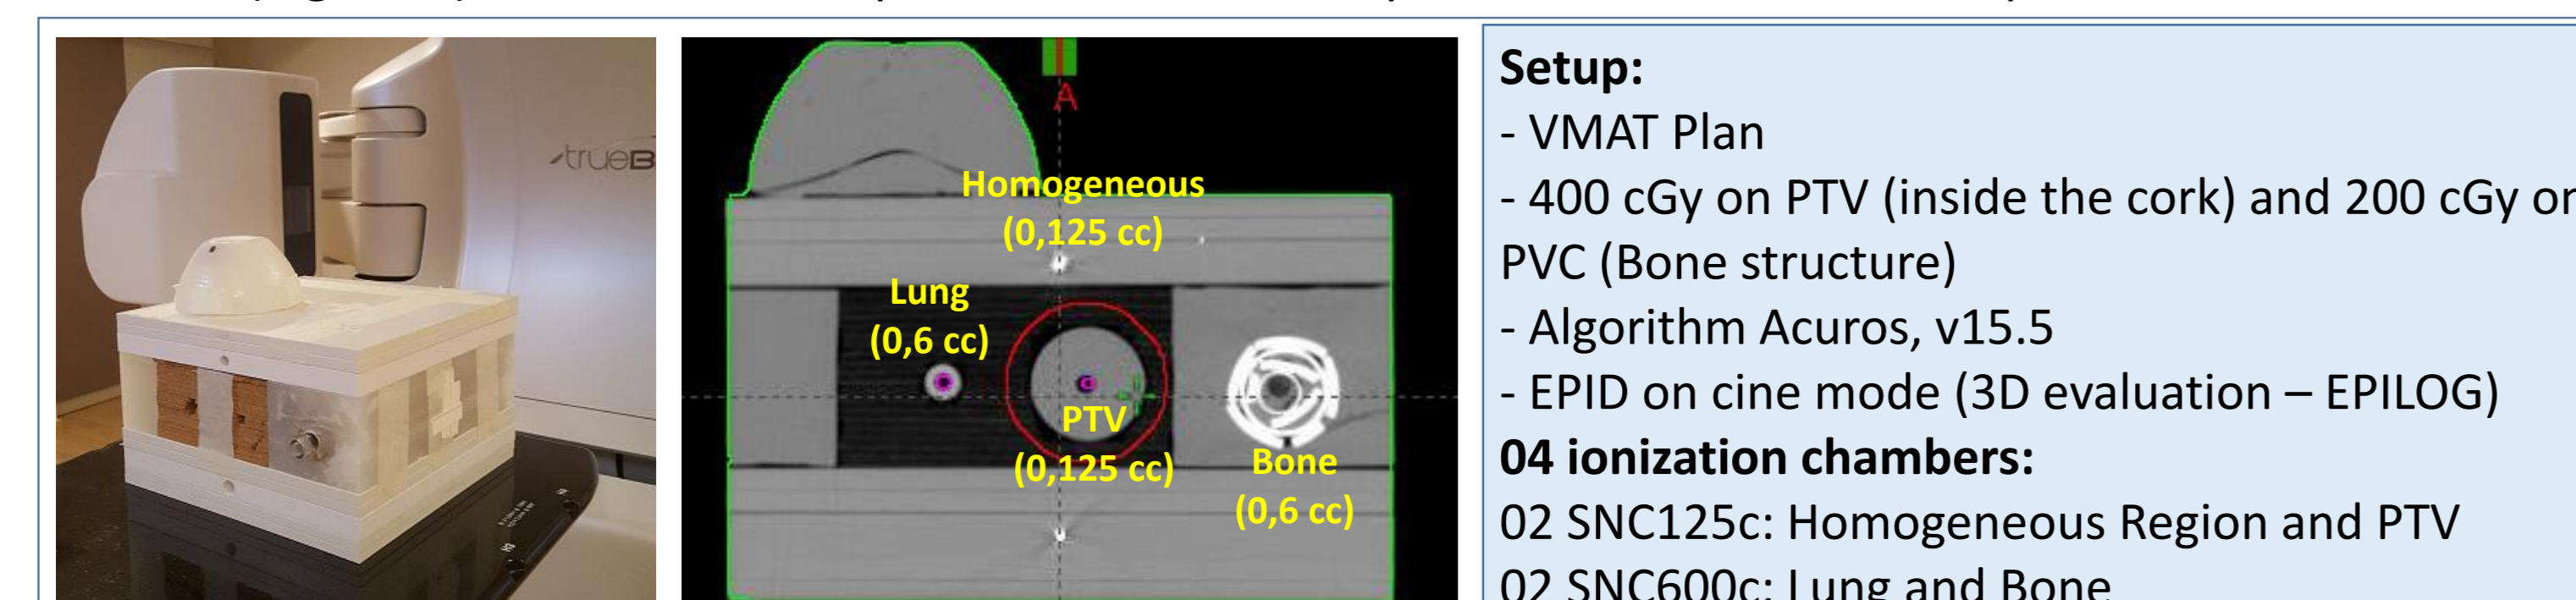 trueB
A
Homogeneous
(0,125 cc)
Lung
(0,6 cc)
PTV
(0,125 cc)
Bone
(0,6 cc)
Setup:
- VMAT Plan
- 400 cGy on PTV (inside the cork) and 200 cGy on
PVC (Bone structure)
- Algorithm Acuros, v15.5
- EPID on cine mode (3D evaluation – EPILOG)
04 ionization chambers:
02 SNC125c: Homogeneous Region and PTV
02 SNC600c: Lung and Bone